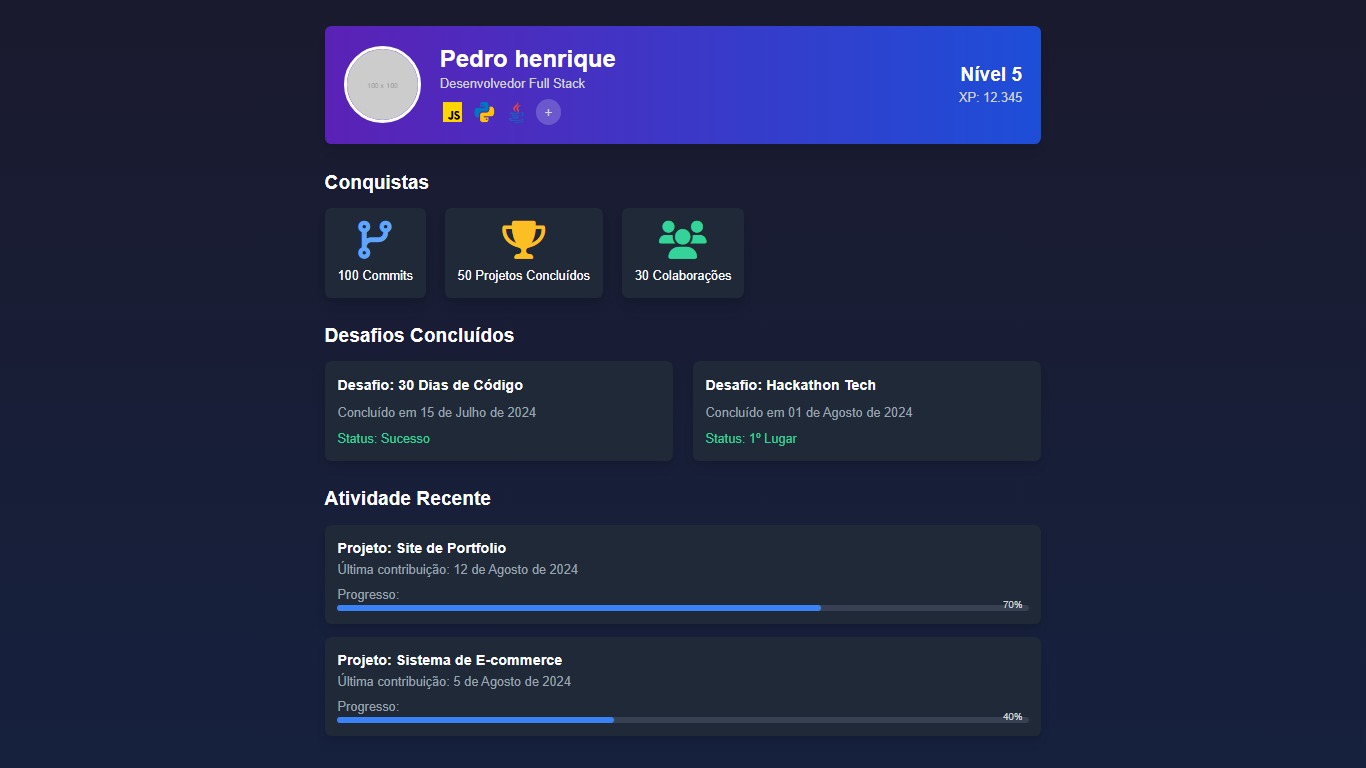 100 x 100
Pedro henrique
Desenvolvedor Full Stack
JS
+
Nível 5
XP: 12.345
Conquistas
100 Commits
50 Projetos Concluídos
30 Colaborações
Desafios Concluídos
Desafio: 30 Dias de Código
Concluído em 15 de Julho de 2024
Status: Sucesso
Desafio: Hackathon Tech
Concluído em 01 de Agosto de 2024
Status: 1º Lugar
Atividade Recente
Projeto: Site de Portfolio
Última contribuição: 12 de Agosto de 2024
Progresso:
70%
Projeto: Sistema de E-commerce
Última contribuição: 5 de Agosto de 2024
Progresso:
40%